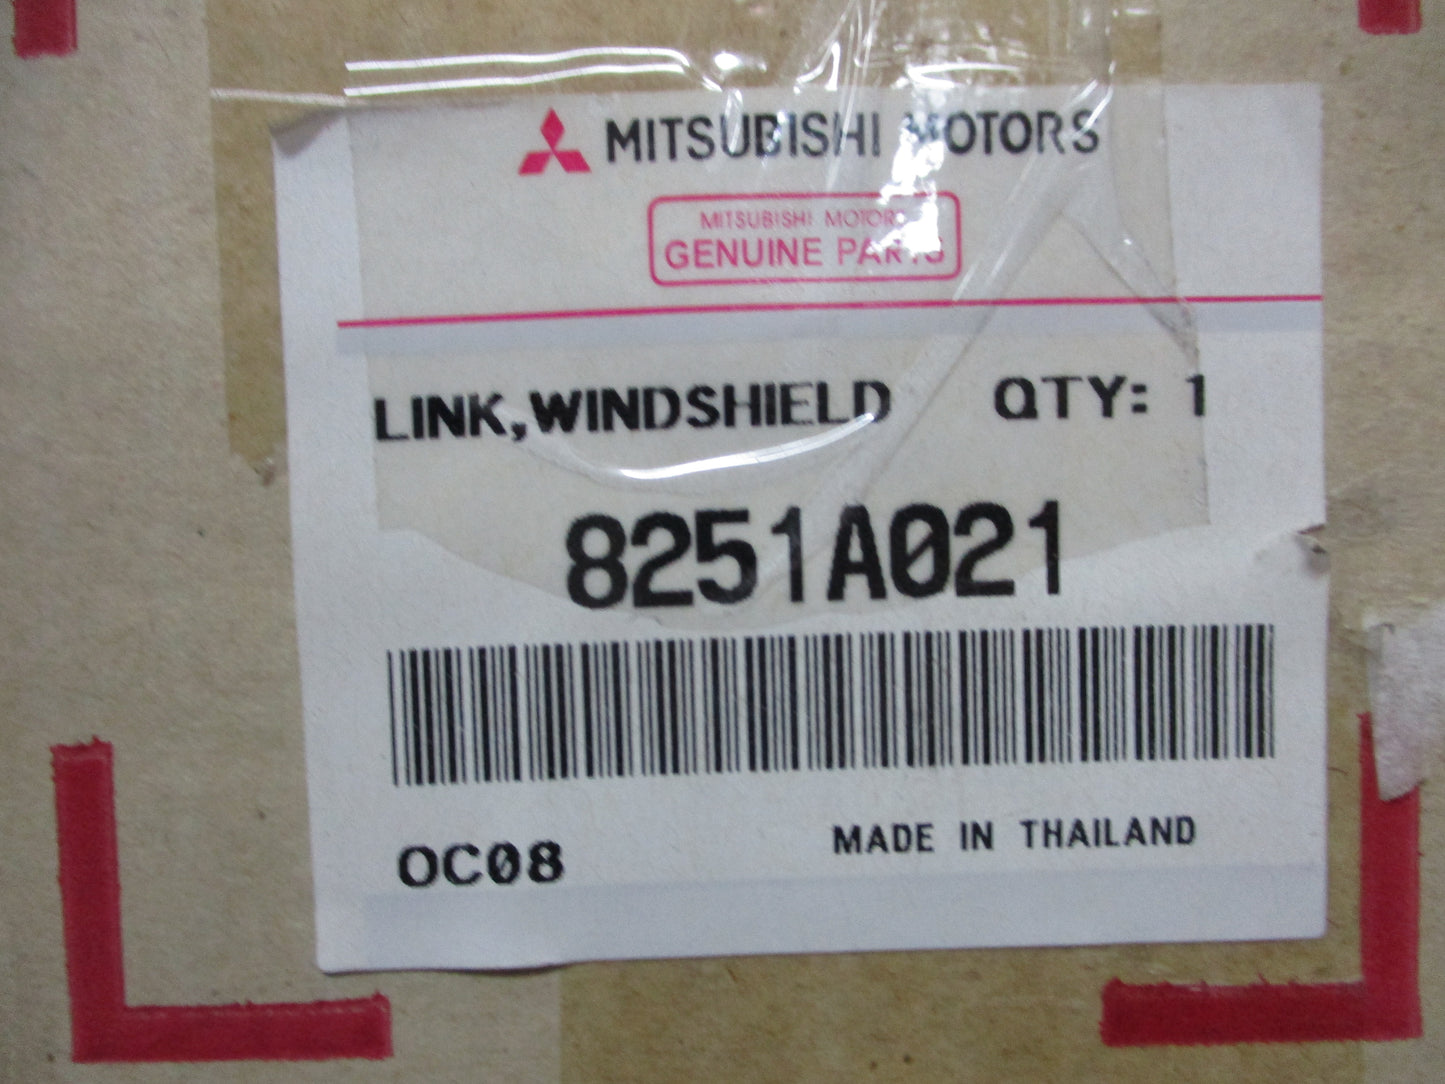 MITSUBISHI MOTORS
MITSUBISHI MOTORS
GENUINE PARTS
LINK,WINDSHIELD QTY: 1
8251A021
OC08
MADE IN THAILAND